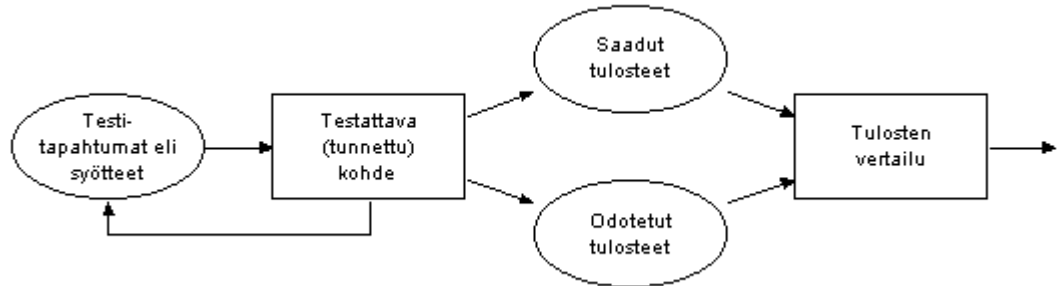 Testi-
tapahtumat eli
syötteet
Testattava
(tunnettu)
kohde
Saadut
tulosteet
Odotetut
tulosteet
Tulosten
vertailu